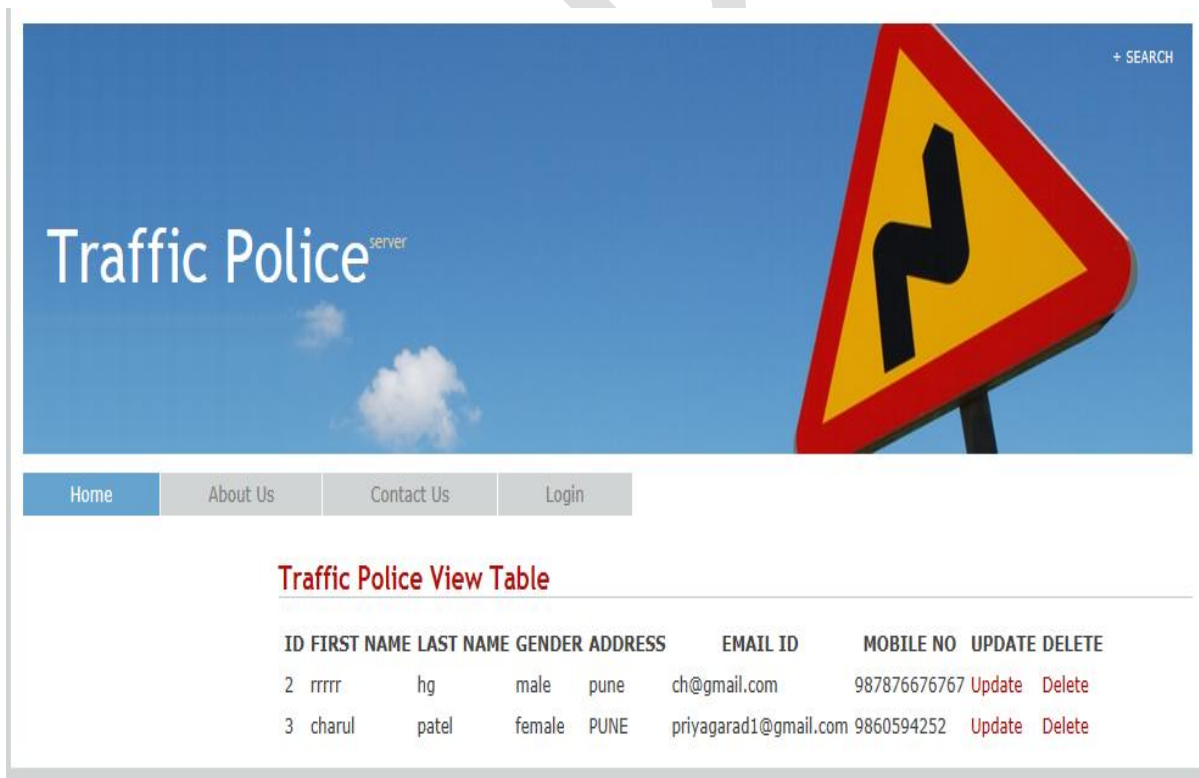 + SEARCH
Traffic Police server
Home About Us Contact Us Login
Traffic Police View Table
ID FIRST NAME LAST NAME GENDER ADDRESS EMAIL ID MOBILE NO UPDATE DELETE
2 rrrrr hg male pune ch@gmail.com 987876676767 Update Delete
3 charul patel female PUNE priyagarad1@gmail.com 9860594252 Update Delete